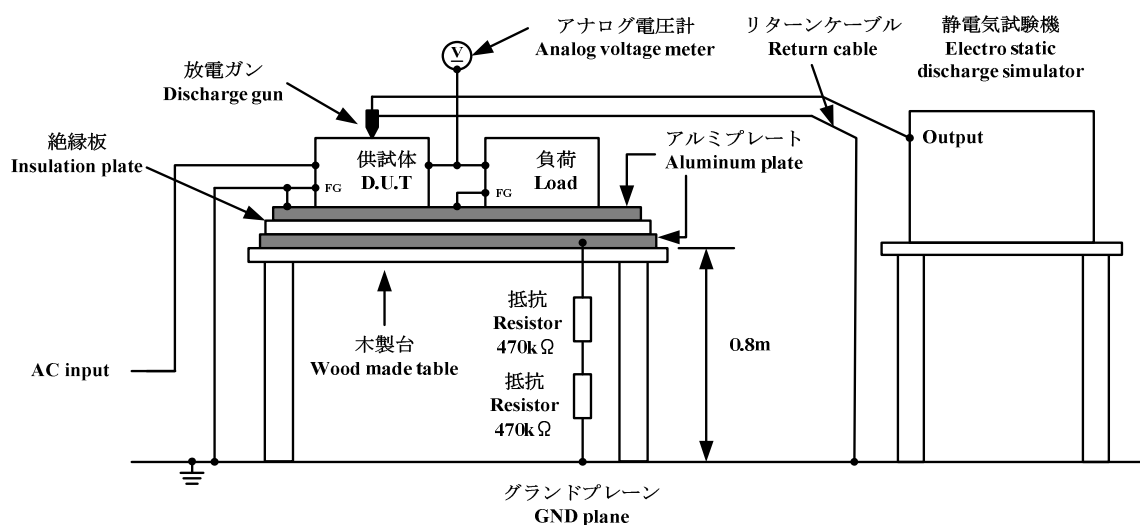 アナログ電圧計
Analog voltage meter
リターンケーブル
Return cable
静電気試験機
Electro static
discharge simulator
放電ガン
Discharge gun
V
絶縁板
Insulation plate
供試体
D.U.T
FG
負荷
Load
FG
アルミプレート
Aluminum plate
Output
抵抗
Resistor
470kΩ
木製台
Wood made table
0.8m
AC input
抵抗
Resistor
470kΩ
グランドプレーン
GND plane